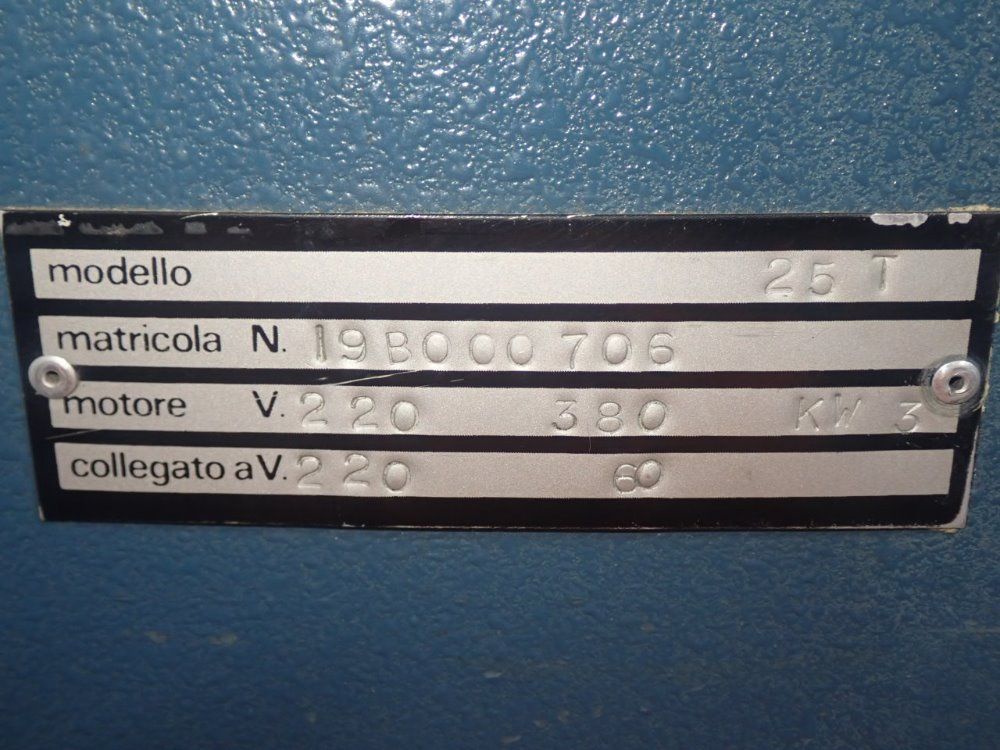 modello 25 T
matricola N. 19B000706
motore V. 220 380 KW 3
collegato a V. 220 60